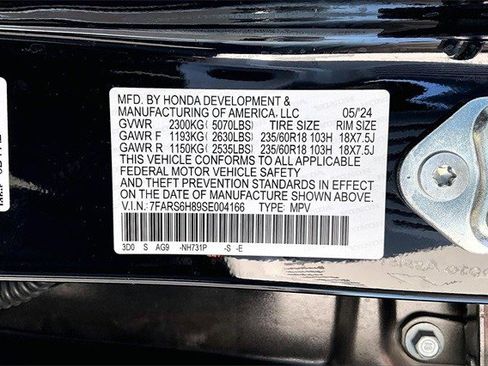 MFD. BY HONDA DEVELOPMENT &
MANUFACTURING OF AMERICA, LLC 05/24
GVWR 2300KG( 5070LBS) TIRE SIZE RIM SIZE
GAWR F 1193KG( 2630LBS) 235/60R18 103H 18X7.5J
GAWR R 1150KG( 2535LBS) 235/60R18 103H 18X7.5J
THIS VEHICLE CONFORMS TO ALL APPLICABLE
FEDERAL MOTOR VEHICLE SAFETY
AND THEFT PREVENTION STANDARDS IN EFFECT
ON THE DATE OF MANUFACTURE SHOWN ABOVE.
V.I.N.: 7FARS6H89SE004166 TYPE: MPV
3D0 S AG9 -NH731P -S -E